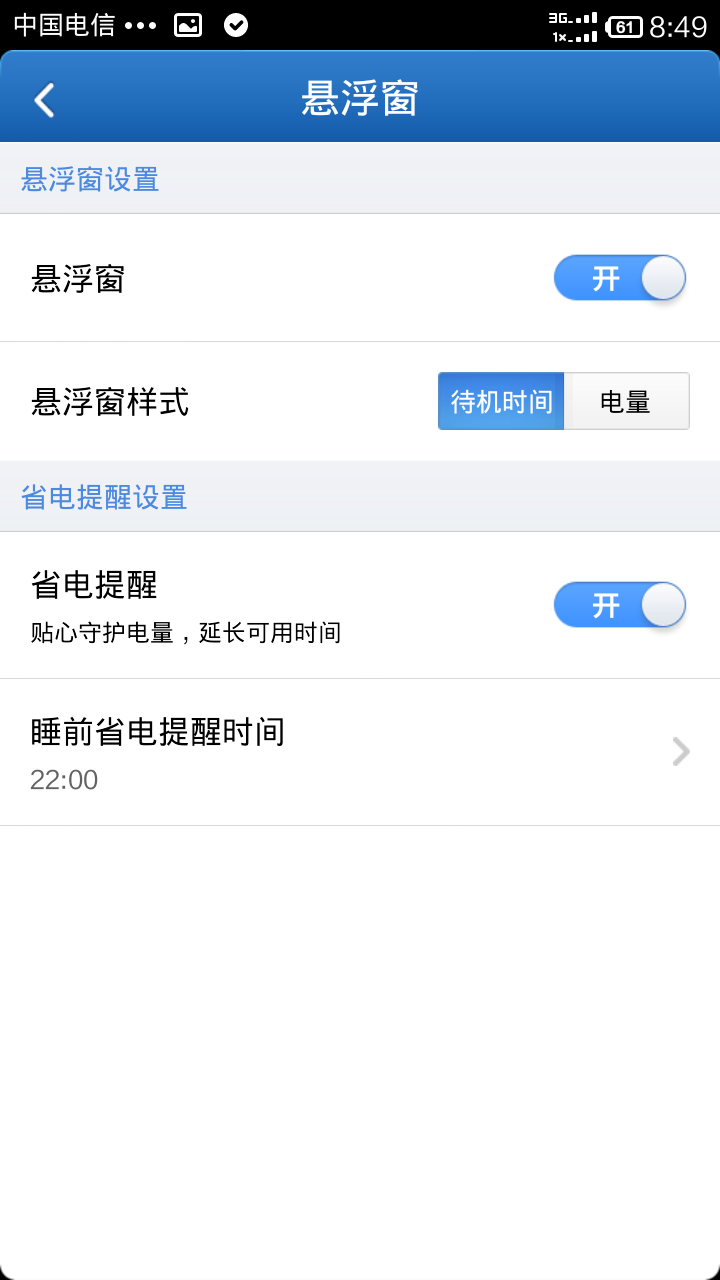 中国电信 ••• 3G 1x 61 8:49
悬浮窗
悬浮窗设置
悬浮窗 开
悬浮窗样式 待机时间 电量
省电提醒设置
省电提醒 开
贴心守护电量，延长可用时间
睡前省电提醒时间
22:00